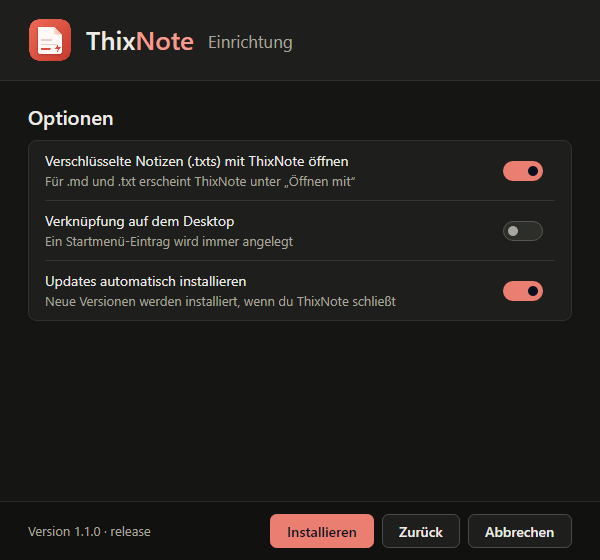 ThixNote Einrichtung
Optionen
Verschlüsselte Notizen (.txts) mit ThixNote öffnen
Für .md und .txt erscheint ThixNote unter „Öffnen mit“
Verknüpfung auf dem Desktop
Ein Startmenü-Eintrag wird immer angelegt
Updates automatisch installieren
Neue Versionen werden installiert, wenn du ThixNote schließt
Version 1.1.0 · release
Installieren
Zurück
Abbrechen